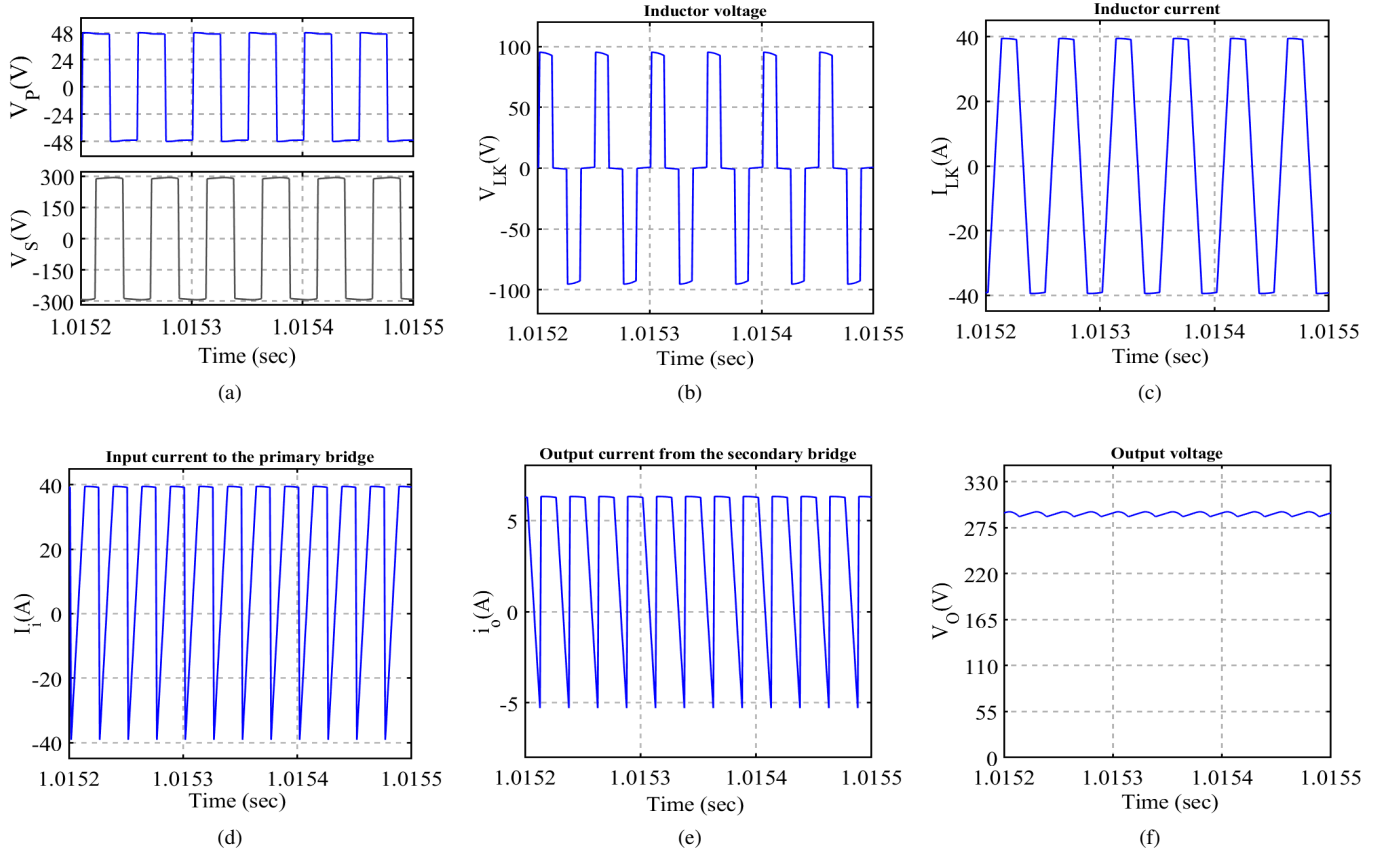 48
24
0
-24
-48
V_P(V)
300
150
0
-150
-300
V_S(V)
1.0152 1.0153 1.0154 1.0155
Time (sec)
(a)
Inductor voltage
100
50
0
-50
-100
V_LK(V)
1.0152 1.0153 1.0154 1.0155
Time (sec)
(b)
Inductor current
40
20
0
-20
-40
I_LK(A)
1.0152 1.0153 1.0154 1.0155
Time (sec)
(c)
Input current to the primary bridge
40
20
0
-20
-40
I_i(A)
1.0152 1.0153 1.0154 1.0155
Time (sec)
(d)
Output current from the secondary bridge
5
0
-5
i_o(A)
1.0152 1.0153 1.0154 1.0155
Time (sec)
(e)
Output voltage
330
275
220
165
110
55
0
V_O(V)
1.0152 1.0153 1.0154 1.0155
Time (sec)
(f)